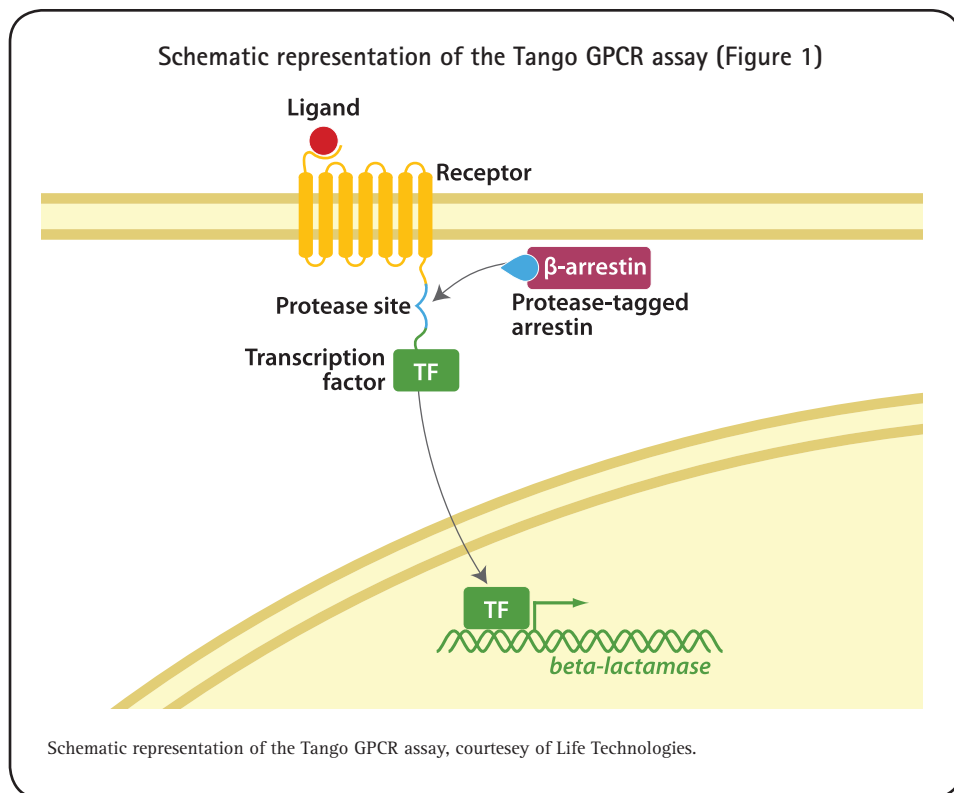 Schematic representation of the Tango GPCR assay (Figure 1)
Ligand
Receptor
β-arrestin
Protease site
Protease-tagged
arrestin
Transcription
factor
TF
TF
beta-lactamase
Schematic representation of the Tango GPCR assay, courtesey of Life Technologies.